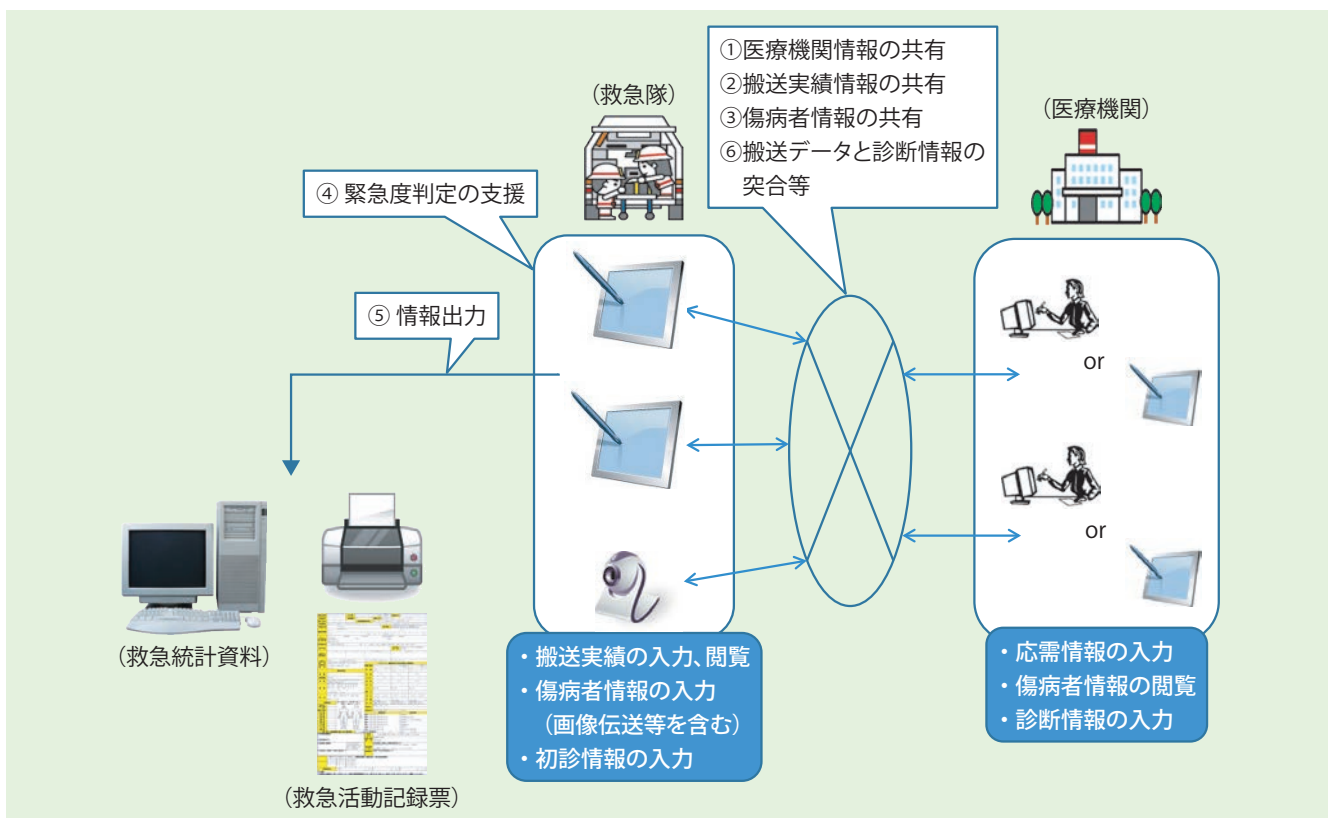 ①医療機関情報の共有
②搬送実績情報の共有
③傷病者情報の共有
⑥搬送データと診断情報の
突合等
（救急隊）
（医療機関）
④ 緊急度判定の支援
⑤ 情報出力
or
or
（救急統計資料）
（救急活動記録票）
・搬送実績の入力、閲覧
・傷病者情報の入力
（画像伝送等を含む）
・初診情報の入力
・応需情報の入力
・傷病者情報の閲覧
・診断情報の入力